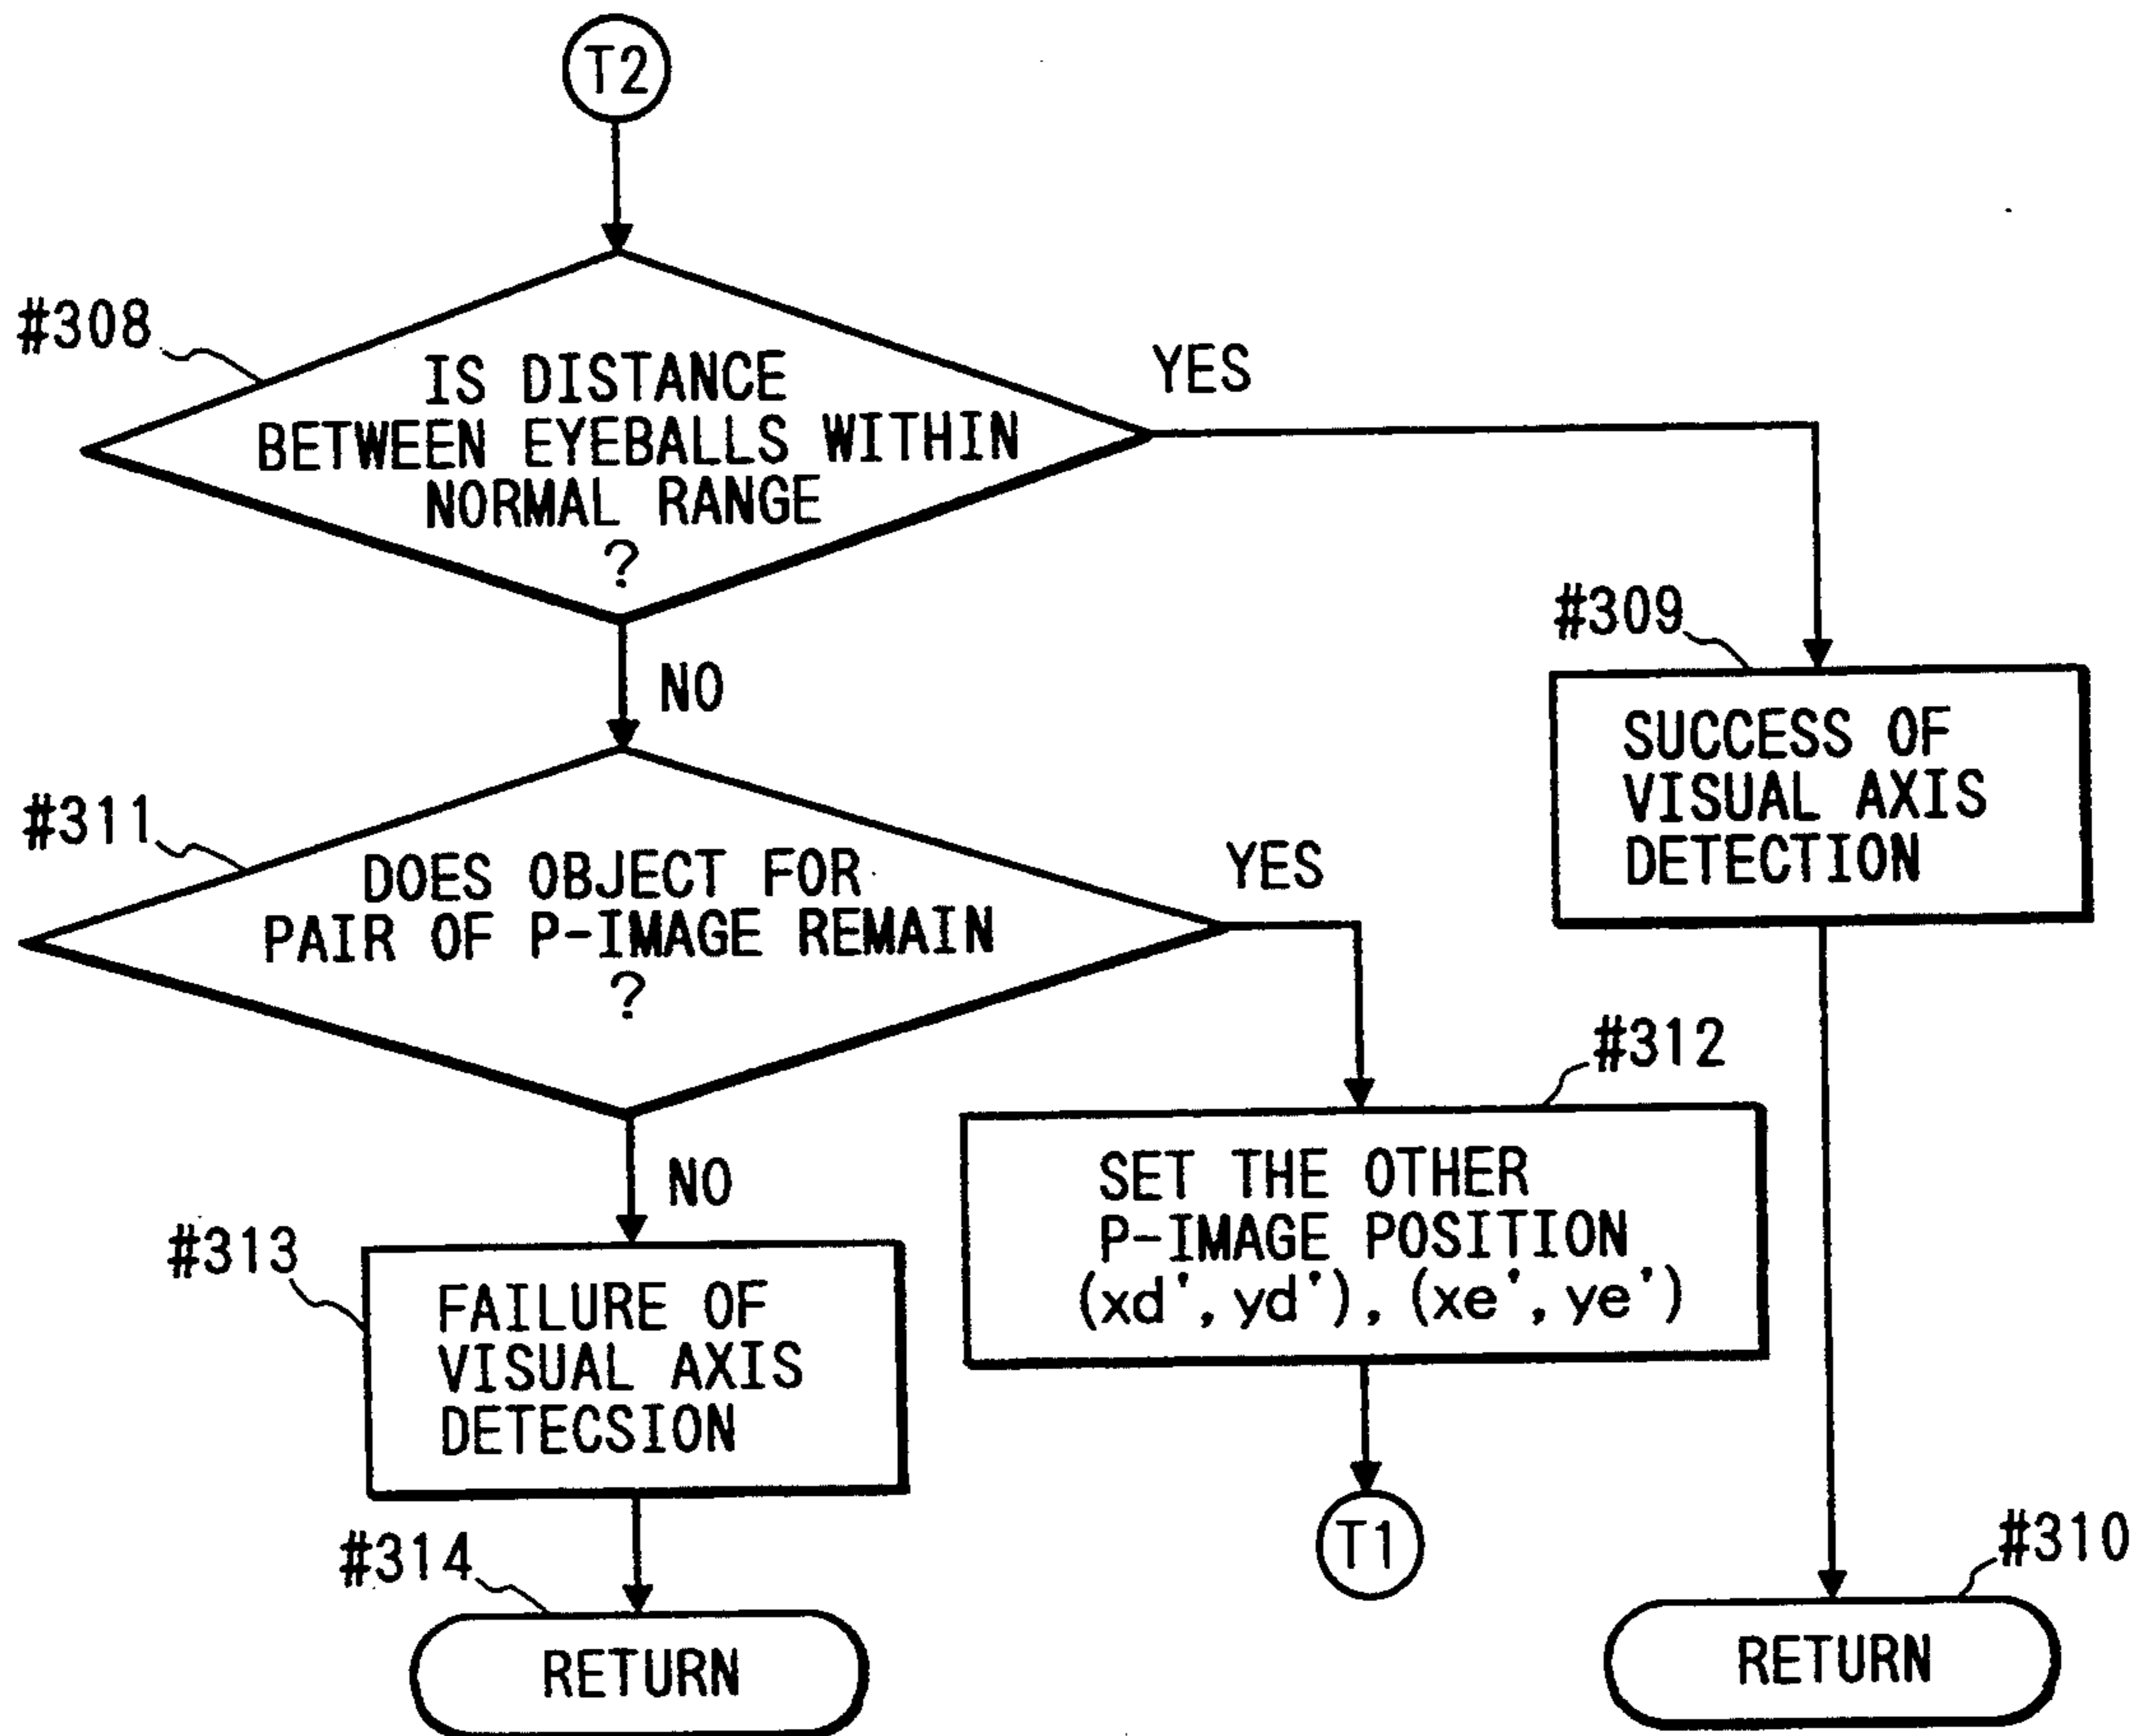 T2
#308
IS DISTANCE
BETWEEN EYEBALLS WITHIN
NORMAL RANGE
?
YES
NO
#309
SUCCESS OF
VISUAL AXIS
DETECTION
#311
DOES OBJECT FOR
PAIR OF P-IMAGE REMAIN
?
YES
NO
#312
SET THE OTHER
P-IMAGE POSITION
(xd', yd'), (xe', ye')
#313
FAILURE OF
VISUAL AXIS
DETECSION
T1
#314
RETURN
#310
RETURN